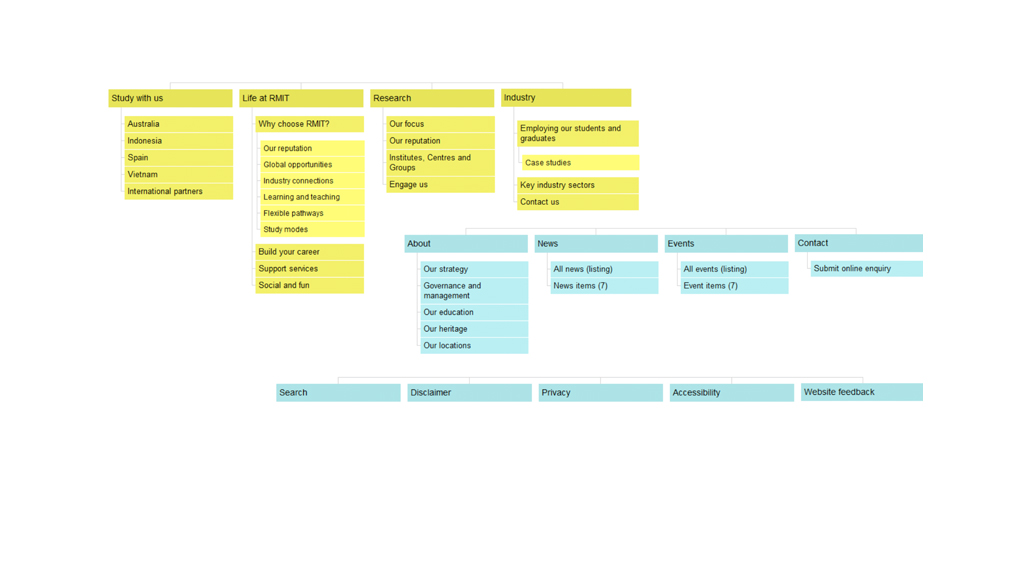 Study with us
Australia
Indonesia
Spain
Vietnam
International partners
Life at RMIT
Why choose RMIT?
Our reputation
Global opportunities
Industry connections
Learning and teaching
Flexible pathways
Study modes
Build your career
Support services
Social and fun
Research
Our focus
Our reputation
Institutes, Centres and
Groups
Engage us
Industry
Employing our students and
graduates
Case studies
Key industry sectors
Contact us
About
Our strategy
Governance and
management
Our education
Our heritage
Our locations
News
All news (listing)
News items (7)
Events
All events (listing)
Event items (7)
Contact
Submit online enquiry
Search
Disclaimer
Privacy
Accessibility
Website feedback